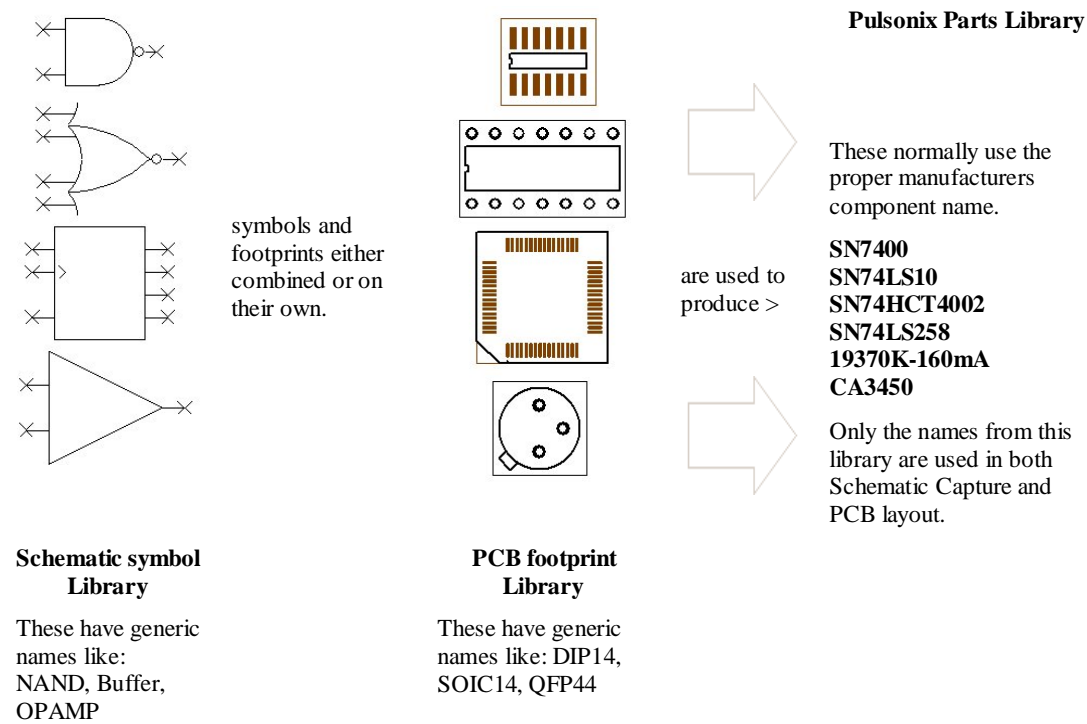 Pulsonix Parts Library
symbols and
footprints either
combined or on
their own.
are used to
produce >
These normally use the
proper manufacturers
component name.
SN7400
SN74LS10
SN74HCT4002
SN74LS258
19370K-160mA
CA3450
Only the names from this
library are used in both
Schematic Capture and
PCB layout.
Schematic symbol
Library
These have generic
names like:
NAND, Buffer,
OPAMP
PCB footprint
Library
These have generic
names like: DIP14,
SOIC14, QFP44